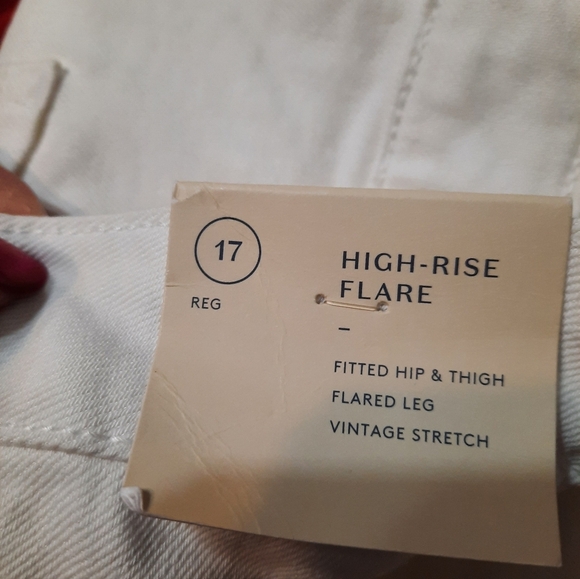 17
REG
HIGH-RISE
FLARE
–
FITTED HIP & THIGH
FLARED LEG
VINTAGE STRETCH